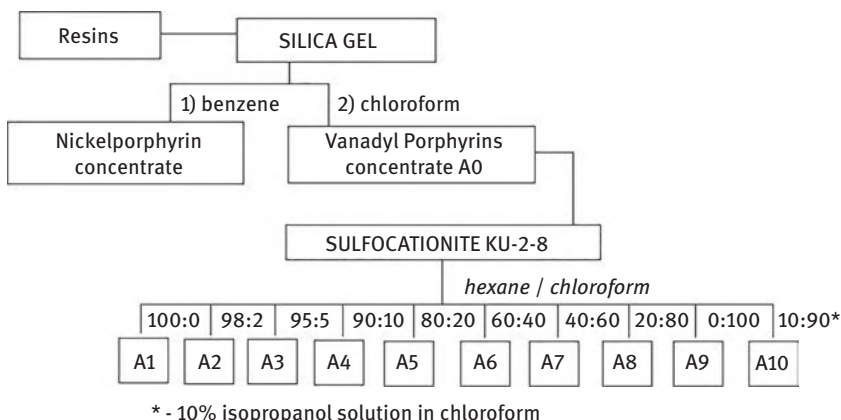 Resins
SILICA GEL
1) benzene
2) chloroform
Nickelporphyrin
concentrate
Vanadyl Porphyrins
concentrate A0
SULFOCATIONITE KU-2-8
hexane / chloroform
100:0 98:2 95:5 90:10 80:20 60:40 40:60 20:80 0:100 10:90*
A1 A2 A3 A4 A5 A6 A7 A8 A9 A10
* - 10% isopropanol solution in chloroform